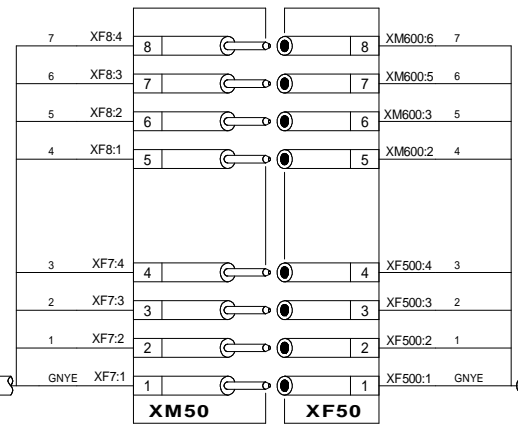 7 XF8:4 8 8 XM600:6 7
6 XF8:3 7 7 XM600:5 6
5 XF8:2 6 6 XM600:3 5
4 XF8:1 5 5 XM600:2 4
3 XF7:4 4 4 XF500:4 3
2 XF7:3 3 3 XF500:3 2
1 XF7:2 2 2 XF500:2 1
GNYE XF7:1 1 1 XF500:1 GNYE
XM50 XF50